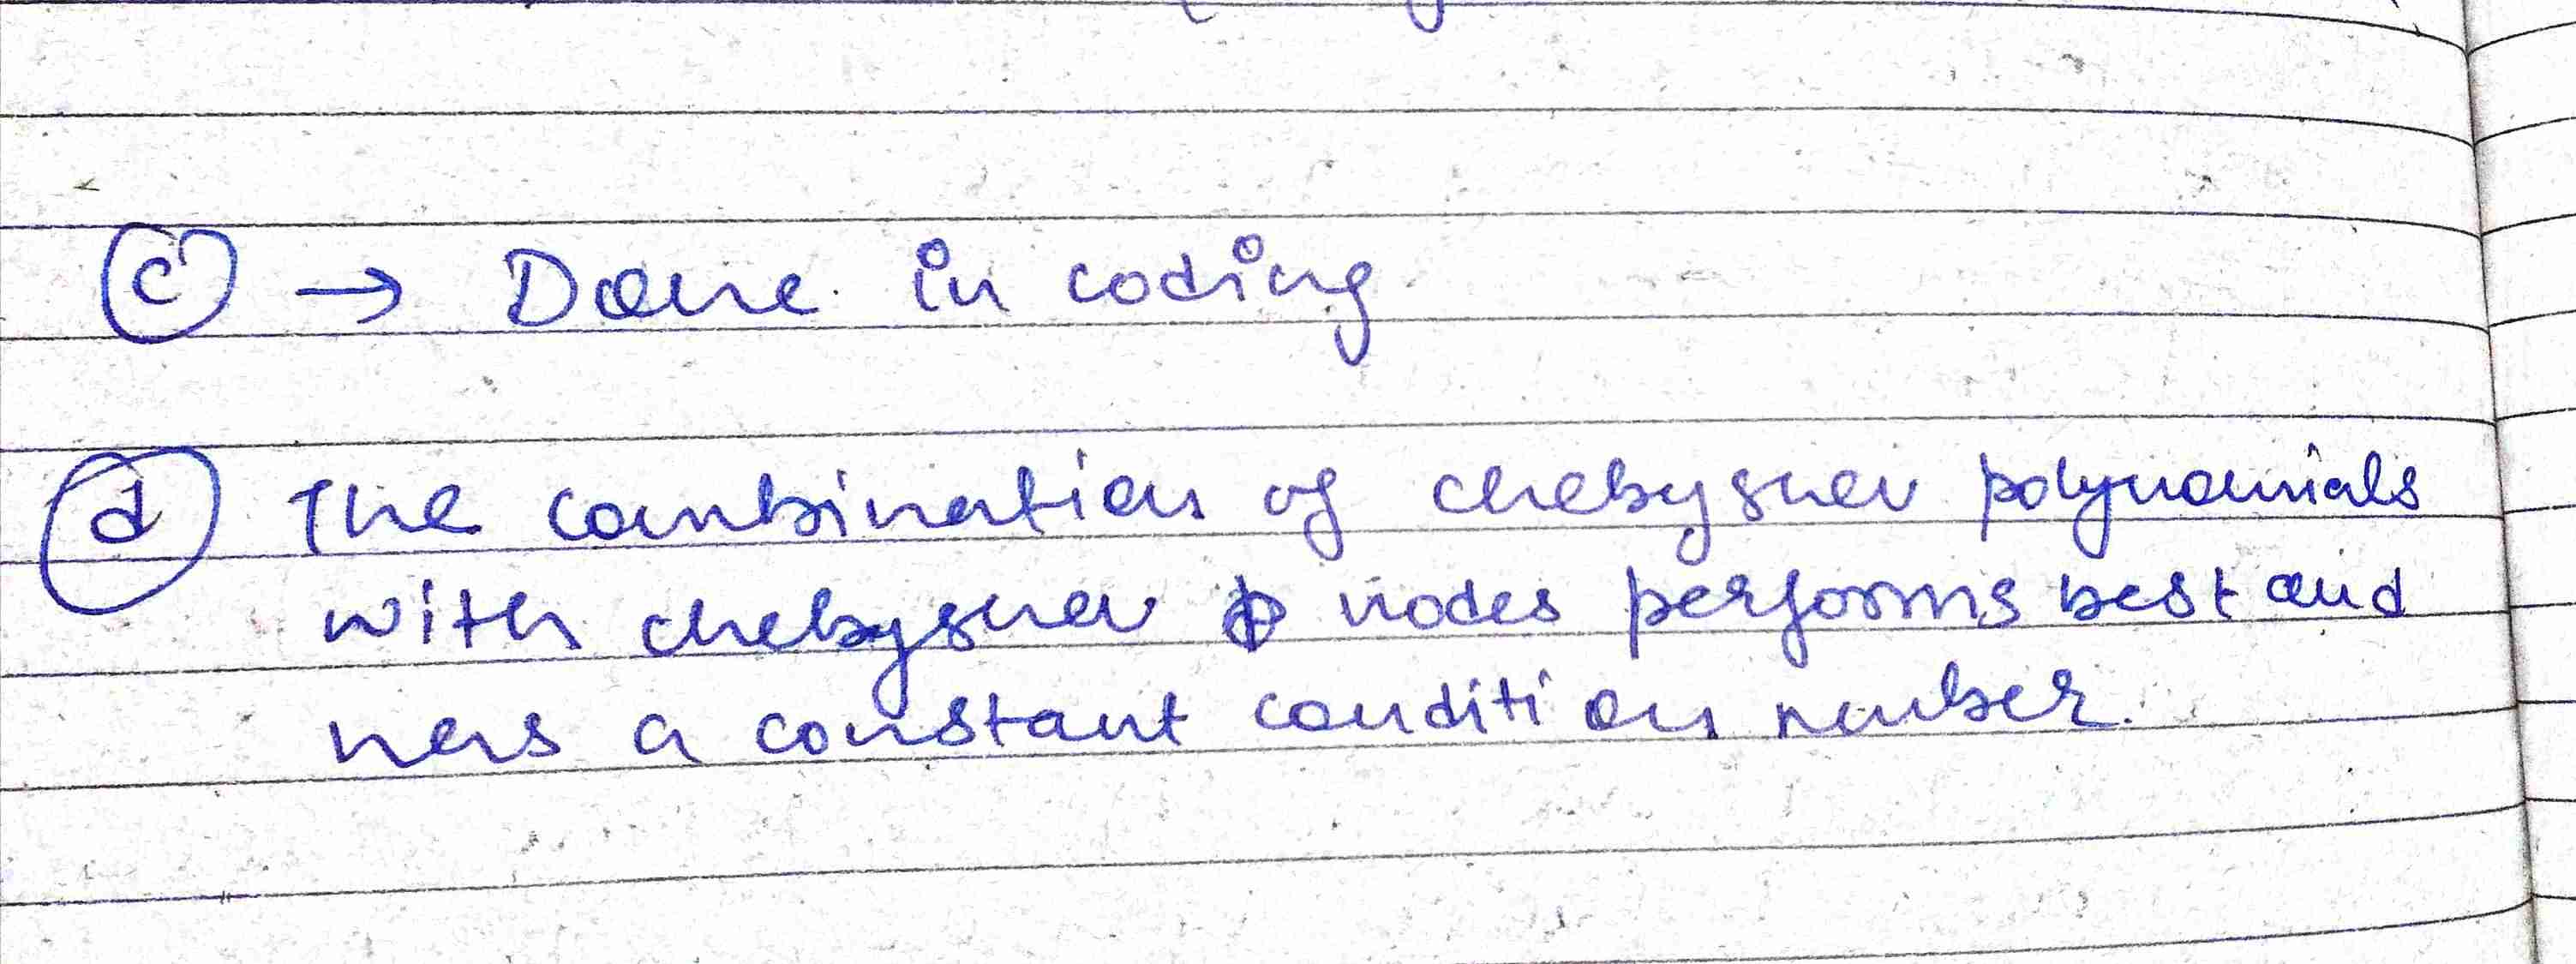 (c) → Done in coding
(d) The combination of chebyshev polynomials
with chebyshev nodes performs best and
has a constant condition number.